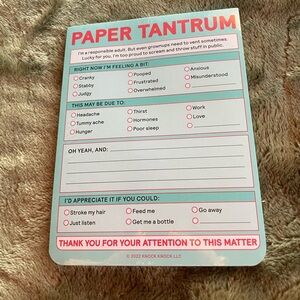 PAPER TANTRUM
I'm a responsible adult. But even grownups need to vent sometimes.
Lucky for you, I'm too proud to scream and throw stuff in public.
RIGHT NOW I'M FEELING A BIT:
Cranky Pooped Anxious
Stabby Frustrated Misunderstood
Judgy Overwhelmed
THIS MAY BE DUE TO:
Headache Thirst Work
Tummy ache Hormones Love
Hunger Poor sleep
OH YEAH, AND:
I'D APPRECIATE IT IF YOU COULD:
Stroke my hair Feed me Go away
Just listen Get me a bottle
THANK YOU FOR YOUR ATTENTION TO THIS MATTER
© 2022 KNOCK KNOCK LLC